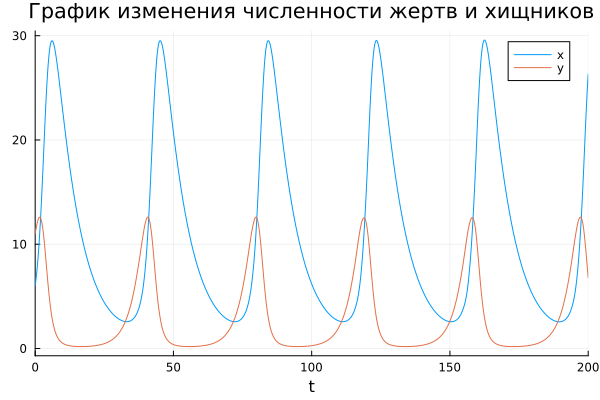 График изменения численности жертв и хищников
30
20
10
0
x
y
0 50 100 150 200
t